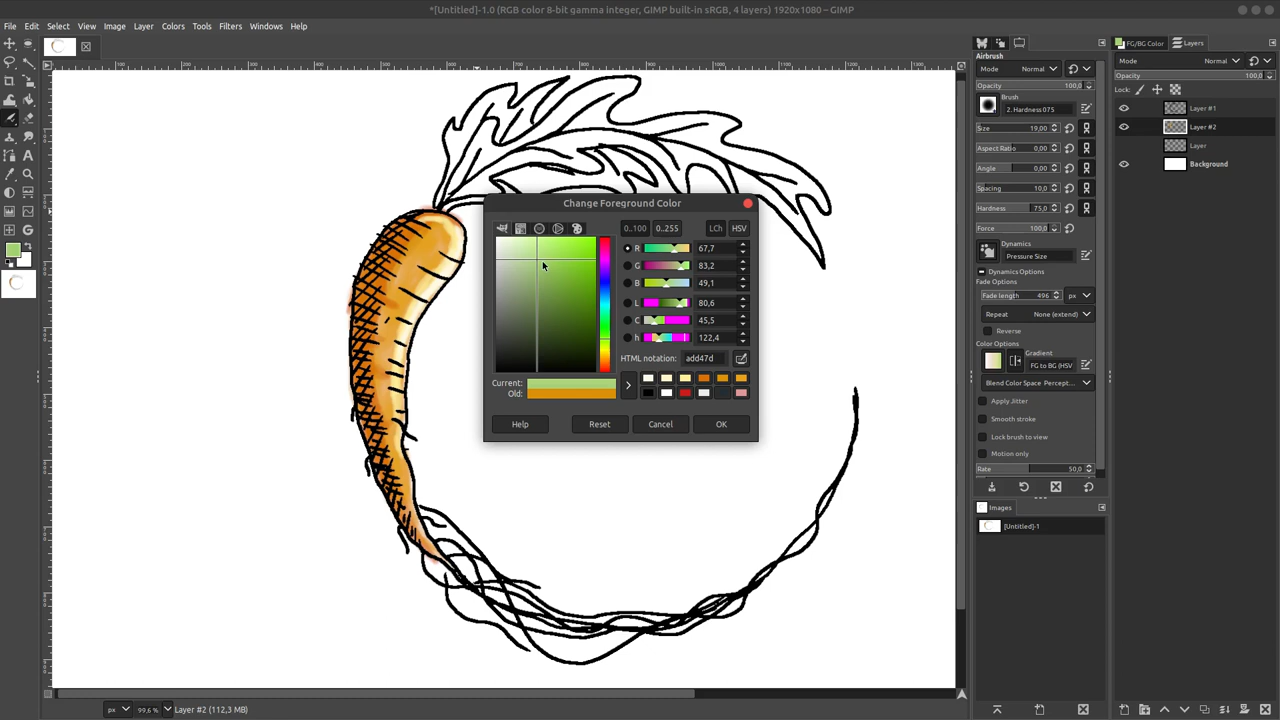 *[Untitled]-1.0 (RGB color 8-bit gamma integer, GIMP built-in sRGB, 4 layers) 1920x1080 – GIMP
File Edit Select View Image Layer Colors Tools Filters Windows Help
FG/BG Color Layers
Airbrush
Mode Normal
Opacity 100,0
Brush
2. Hardness 075
Size 19,00
Aspect Ratio 0,00
Angle 0,00
Spacing 10,0
Hardness 75,0
Force 100,0
Dynamics
Pressure Size
Dynamics Options
Fade Options
Fade length 496 px
Repeat None (extend)
Reverse
Color Options
Gradient
FG to BG (HSV
Blend Color Space Percept...
Apply Jitter
Smooth stroke
Lock brush to view
Motion only
Rate 50,0
Images
[Untitled]-1
Mode Normal
Opacity 100,0
Lock:
Layer #1
Layer #2
Layer
Background
Change Foreground Color
0..100 0..255 LCh HSV
R 67,7
G 83,2
B 49,1
L 80,6
C 45,5
h 122,4
HTML notation: add47d
Current:
Old:
Help Reset Cancel OK
px 99,6 % Layer #2 (112,3 MB)